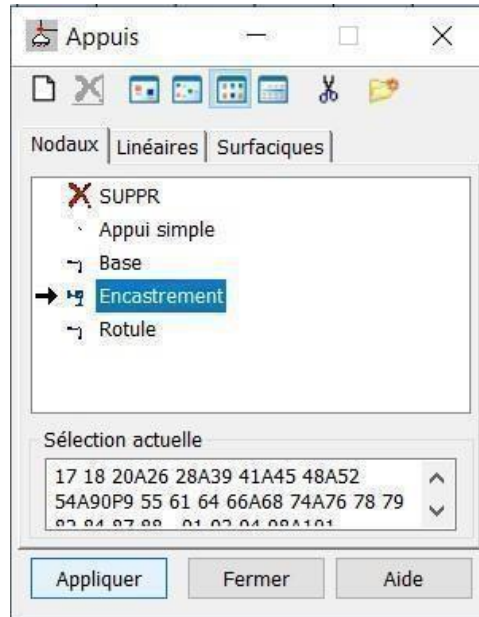 Appuis
Nodaux Linéaires Surfaciques
SUPPR
Appui simple
Base
Encastrement
Rotule
Sélection actuelle
17 18 20A26 28A39 41A45 48A52
54A90P9 55 61 64 66A68 74A76 78 79
Appliquer Fermer Aide